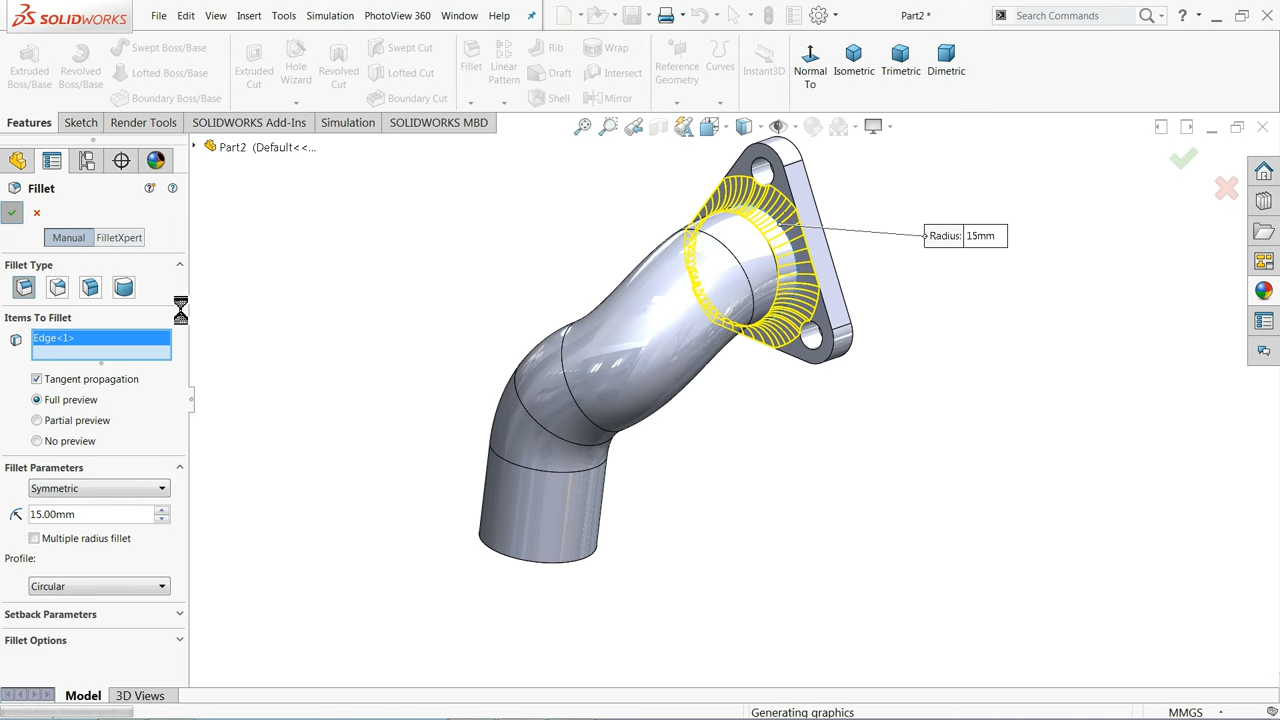 SOLIDWORKS
File Edit View Insert Tools Simulation PhotoView 360 Window Help
Part2 *
Search Commands
?
Extruded Boss/Base
Revolved Boss/Base
Swept Boss/Base
Lofted Boss/Base
Boundary Boss/Base
Extruded Cut
Hole Wizard
Revolved Cut
Swept Cut
Lofted Cut
Boundary Cut
Fillet
Linear Pattern
Rib
Draft
Shell
Wrap
Intersect
Mirror
Reference Geometry
Curves
Instant3D
Normal To
Isometric
Trimetric
Dimetric
Features Sketch Render Tools SOLIDWORKS Add-Ins Simulation SOLIDWORKS MBD
Part2 (Default<<...
Fillet
Manual FilletXpert
Fillet Type
Items To Fillet
Edge<1>
Tangent propagation
Full preview
Partial preview
No preview
Fillet Parameters
Symmetric
15.00mm
Multiple radius fillet
Profile:
Circular
Setback Parameters
Fillet Options
Radius: 15mm
Model 3D Views
Generating graphics
MMGS